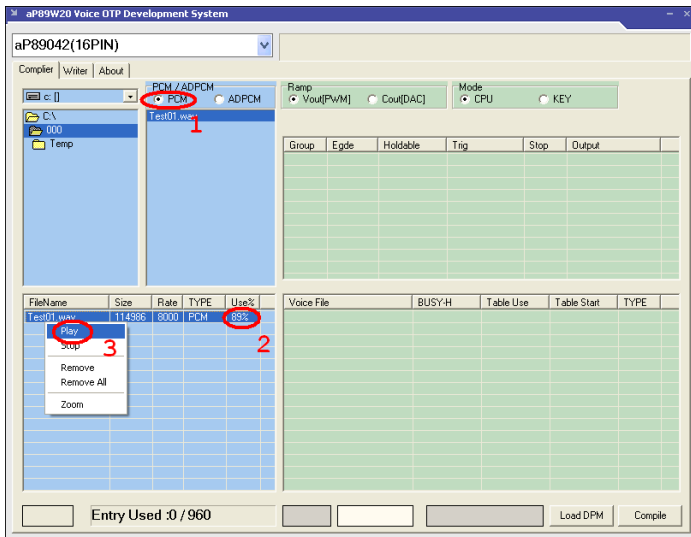 aP89W20 Voice OTP Development System
aP89042(16PIN)
Complier Writer About
c: []
PCM / ADPCM
PCM ADPCM
Ramp
Vout[PWM] Cout[DAC]
Mode
CPU KEY
C:\
000
Temp
Test01.wav
1
Group Egde Holdable Trig Stop Output
FileName Size Rate TYPE Use%
Test01.wav 114986 8000 PCM 89%
2
Play
3
Stop
Remove
Remove All
Zoom
Voice File BUSY-H Table Use Table Start TYPE
Entry Used :0 / 960
Load DPM Compile